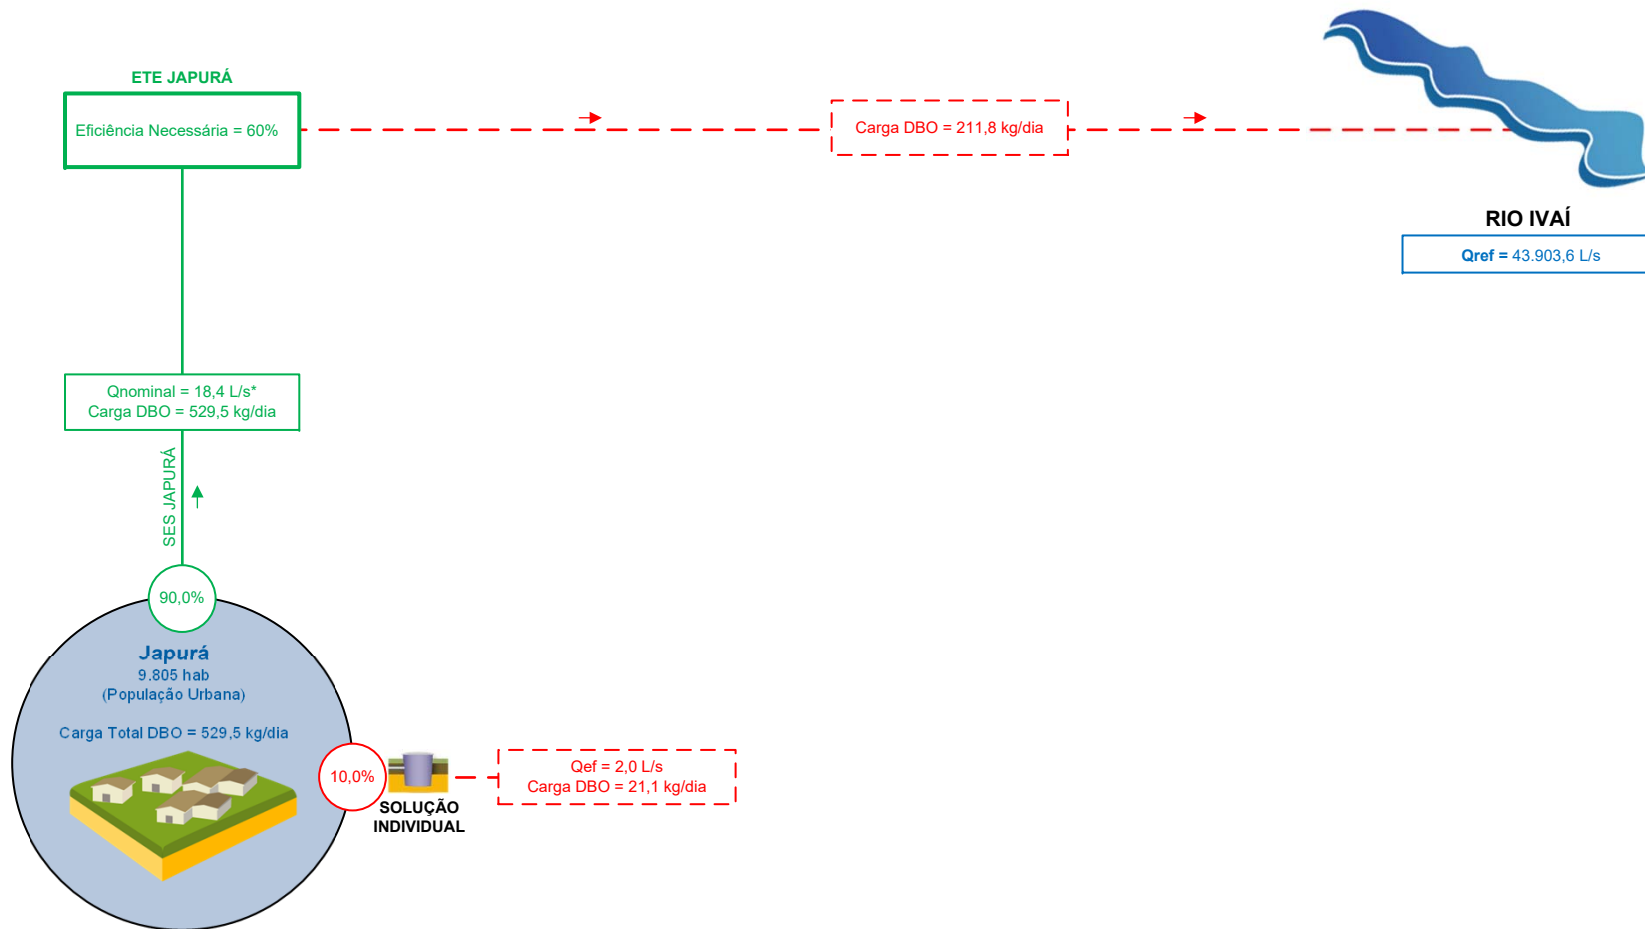 ETE JAPURÁ
Eficiência Necessária = 60%
Carga DBO = 211,8 kg/dia
RIO IVAÍ
Qref = 43.903,6 L/s
Qnominal = 18,4 L/s*
Carga DBO = 529,5 kg/dia
SES JAPURÁ
90,0%
Japurá
9.805 hab
(População Urbana)
Carga Total DBO = 529,5 kg/dia
10,0%
SOLUÇÃO
INDIVIDUAL
Qef = 2,0 L/s
Carga DBO = 21,1 kg/dia